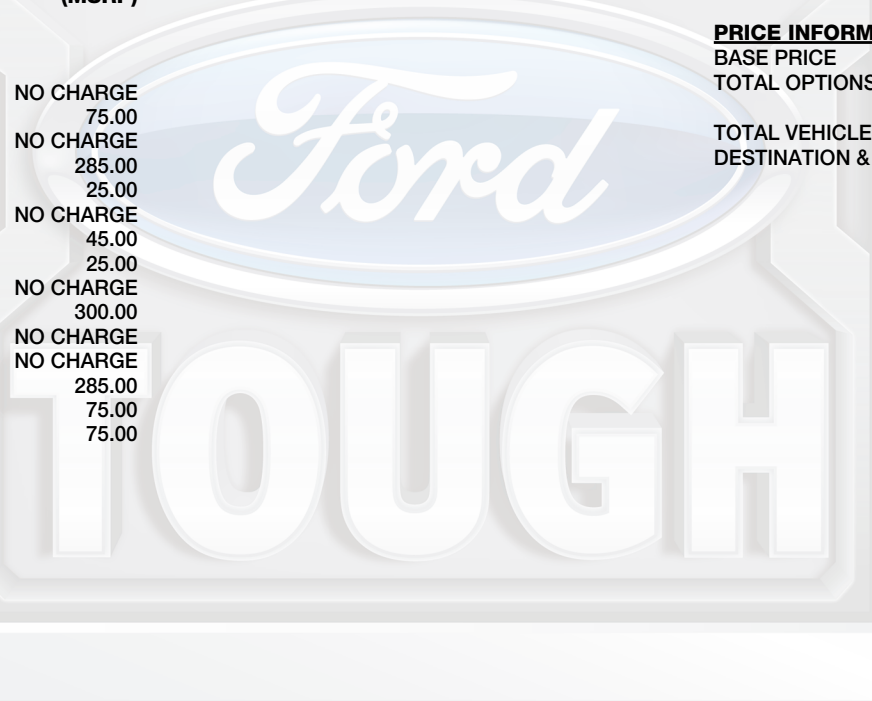 (MSRP)
NO CHARGE
75.00
NO CHARGE
285.00
25.00
NO CHARGE
45.00
25.00
NO CHARGE
300.00
NO CHARGE
NO CHARGE
285.00
75.00
75.00
PRICE INFORM
BASE PRICE
TOTAL OPTIONS
TOTAL VEHICLE
DESTINATION &
Ford
TOUGH